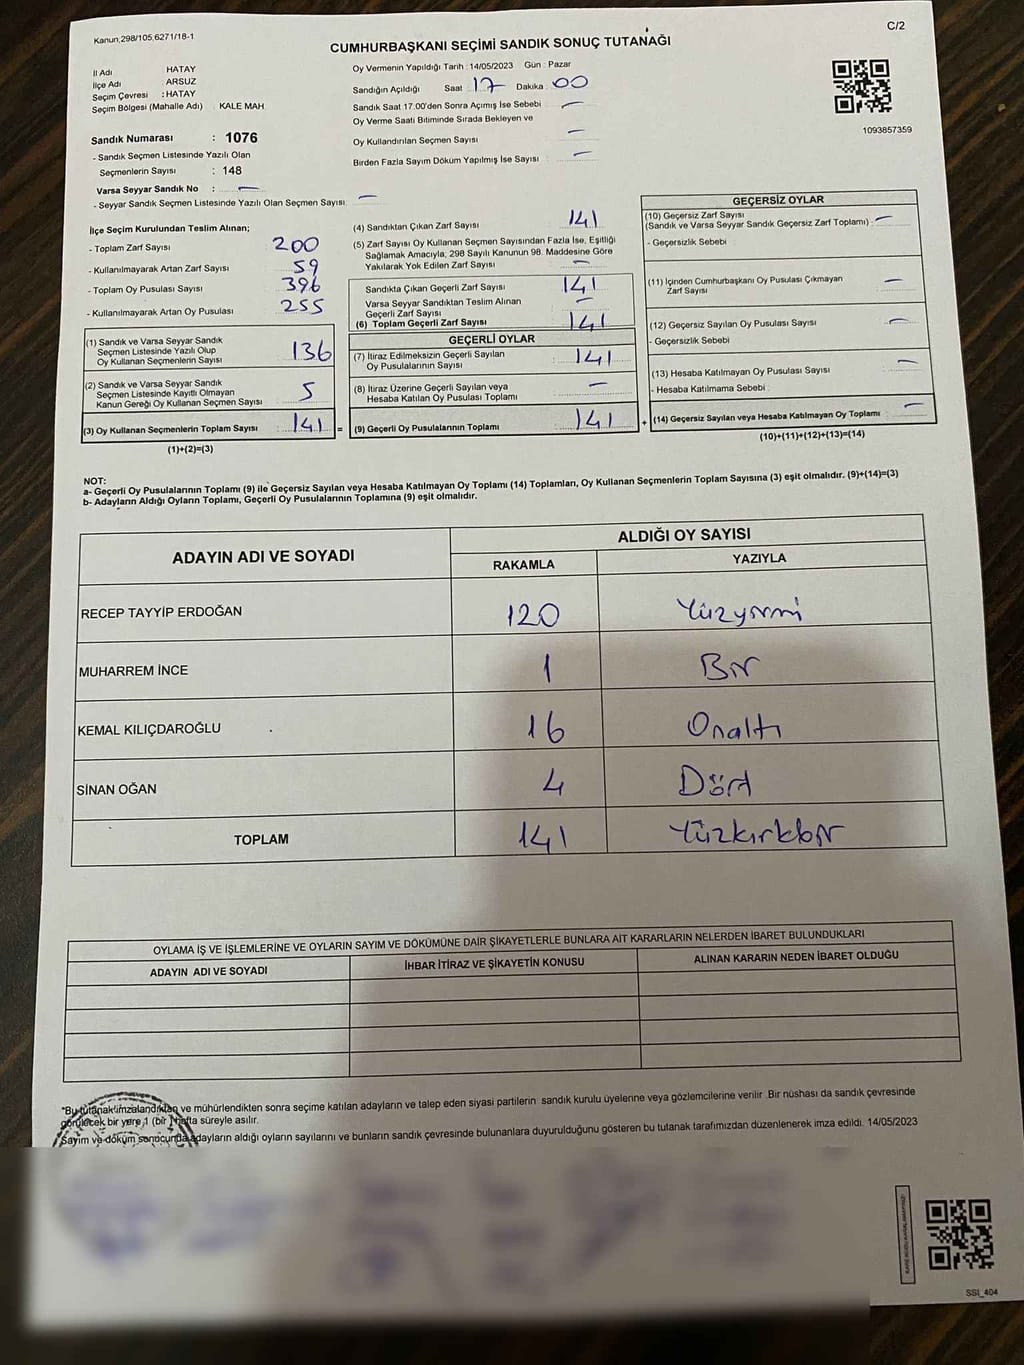 Kanun,298/105,6271/18-1
C/2
CUMHURBAŞKANI SEÇİMİ SANDIK SONUÇ TUTANAĞI
İl Adı HATAY
İlçe Adı : ARSUZ
Seçim Çevresi : HATAY
Seçim Bölgesi (Mahalle Adı) KALE MAH.
Sandık Numarası : 1076
- Sandık Seçmen Listesinde Yazılı Olan
Seçmenlerin Sayısı : 148
Varsa Seyyar Sandık No : —
- Seyyar Sandık Seçmen Listesinde Yazılı Olan Seçmen Sayısı: —
Oy Vermenin Yapıldığı Tarih : 14/05/2023 Gün : Pazar
Sandığın Açıldığı Saat 17 Dakika : 00
Sandık Saat 17:00'den Sonra Açımış İse Sebebi : —
Oy Verme Saati Bitiminde Sırada Bekleyen ve
Oy Kullandırılan Seçmen Sayısı : —
Birden Fazla Sayım Döküm Yapılmış İse Sayısı : —
1093857359
İlçe Seçim Kurulundan Teslim Alınan;
- Toplam Zarf Sayısı 200
- Kullanılmayarak Artan Zarf Sayısı 59
- Toplam Oy Pusulası Sayısı 396
- Kullanılmayarak Artan Oy Pusulası 255
(1) Sandık ve Varsa Seyyar Sandık
Seçmen Listesinde Yazılı Olup
Oy Kullanan Seçmenlerin Sayısı 136
(2) Sandık ve Varsa Seyyar Sandık
Seçmen Listesinde Kayıtlı Olmayan
Kanun Gereği Oy Kullanan Seçmen Sayısı 5
(3) Oy Kullanan Seçmenlerin Toplam Sayısı : 141 =
(1)+(2)=(3)
(4) Sandıktan Çıkan Zarf Sayısı 141
(5) Zarf Sayısı Oy Kullanan Seçmen Sayısından Fazla İse, Eşitliği
Sağlamak Amacıyla, 298 Sayılı Kanunun 98. Maddesine Göre
Yakılarak Yok Edilen Zarf Sayısı —
Sandıkta Çıkan Geçerli Zarf Sayısı 141
Varsa Seyyar Sandıktan Teslim Alınan
Geçerli Zarf Sayısı —
(6) Toplam Geçerli Zarf Sayısı 141
GEÇERLİ OYLAR
(7) İtiraz Edilmeksizin Geçerli Sayılan
Oy Pusulalarının Sayısı : 141
(8) İtiraz Üzerine Geçerli Sayılan veya
Hesaba Katılan Oy Pusulası Toplamı —
(9) Geçerli Oy Pusulalarının Toplamı : 141 +
GEÇERSİZ OYLAR
(10) Geçersiz Zarf Sayısı
(Sandık ve Varsa Seyyar Sandık Geçersiz Zarf Toplamı) : —
- Geçersizlik Sebebi
(11) İçinden Cumhurbaşkanı Oy Pusulası Çıkmayan
Zarf Sayısı —
(12) Geçersiz Sayılan Oy Pusulası Sayısı —
- Geçersizlik Sebebi
(13) Hesaba Katılmayan Oy Pusulası Sayısı —
- Hesaba Katılmama Sebebi :
(14) Geçersiz Sayılan veya Hesaba Katılmayan Oy Toplamı : —
(10)+(11)+(12)+(13)=(14)
NOT:
a- Geçerli Oy Pusulalarının Toplamı (9) ile Geçersiz Sayılan veya Hesaba Katılmayan Oy Toplamı (14) Toplamları, Oy Kullanan Seçmenlerin Toplam Sayısına (3) eşit olmalıdır. (9)+(14)=(3)
b- Adayların Aldığı Oyların Toplamı, Geçerli Oy Pusulalarının Toplamına (9) eşit olmalıdır.
ADAYIN ADI VE SOYADI ALDIĞI OY SAYISI
RAKAMLA YAZIYLA
RECEP TAYYİP ERDOĞAN 120 Yüzyirmi
MUHARREM İNCE 1 Bir
KEMAL KILIÇDAROĞLU 16 Onaltı
SİNAN OĞAN 4 Dört
TOPLAM 141 Yüzkırkbir
OYLAMA İŞ VE İŞLEMLERİNE VE OYLARIN SAYIM VE DÖKÜMÜNE DAİR ŞİKAYETLERLE BUNLARA AİT KARARLARIN NELERDEN İBARET BULUNDUKLARI
ADAYIN ADI VE SOYADI İHBAR İTİRAZ VE ŞİKAYETİN KONUSU ALINAN KARARIN NEDEN İBARET OLDUĞU
*Bu tutanak imzalandıktan ve mühürlendikten sonra seçime katılan adayların ve talep eden siyasi partilerin sandık kurulu üyelerine veya gözlemcilerine verilir. Bir nüshası da sandık çevresinde
görülecek bir yere 1 (bir) hafta süreyle asılır.
Sayım ve döküm sonucunda adayların aldığı oyların sayılarını ve bunların sandık çevresinde bulunanlara duyurulduğunu gösteren bu tutanak tarafımızdan düzenlenerek imza edildi. 14/05/2023
SSI_404